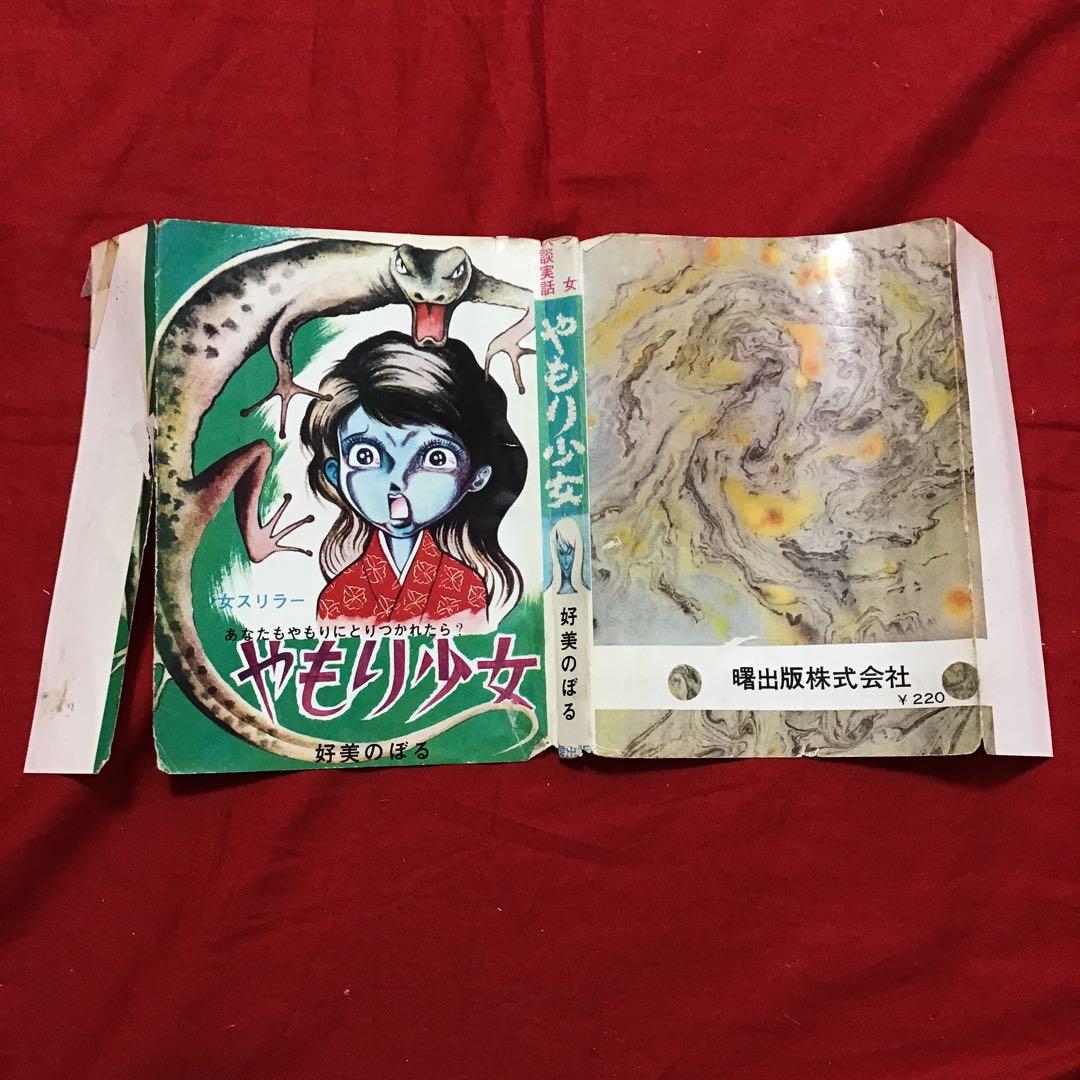 女スリラー
あなたもやもりにとりつかれたら?
やもり少女
好美のぼる
談実話
女
やもり少女
好美のぼる
曙出版株式会社
¥220